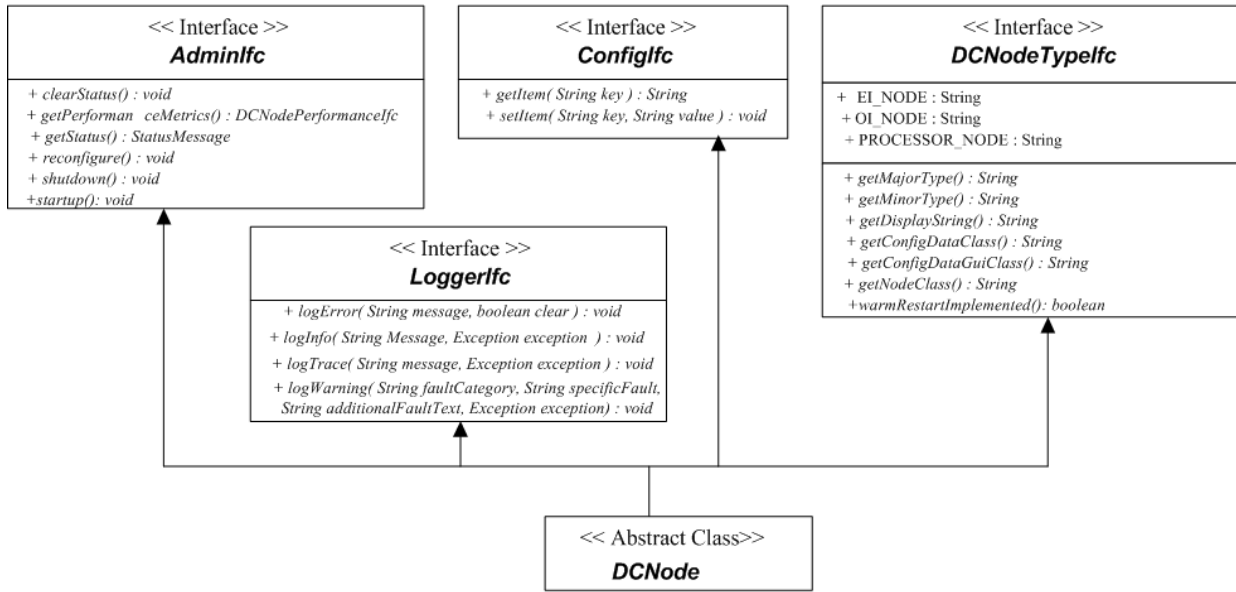 << Interface >>
AdminIfc
+ clearStatus() : void
+ getPerforman ceMetrics() : DCNodePerformanceIfc
+ getStatus() : StatusMessage
+ reconfigure() : void
+ shutdown() : void
+startup(): void
<< Interface >>
ConfigIfc
+ getItem( String key ) : String
+ setItem( String key, String value ) : void
<< Interface >>
DCNodeTypeIfc
+ EI_NODE : String
+ OI_NODE : String
+ PROCESSOR_NODE : String
+ getMajorType() : String
+ getMinorType() : String
+ getDisplayString() : String
+ getConfigDataClass() : String
+ getConfigDataGuiClass() : String
+ getNodeClass() : String
+warmRestartImplemented(): boolean
<< Interface >>
LoggerIfc
+ logError( String message, boolean clear ) : void
+ logInfo( String Message, Exception exception ) : void
+ logTrace( String message, Exception exception ) : void
+ logWarning( String faultCategory, String specificFault,
String additionalFaultText, Exception exception) : void
<< Abstract Class>>
DCNode